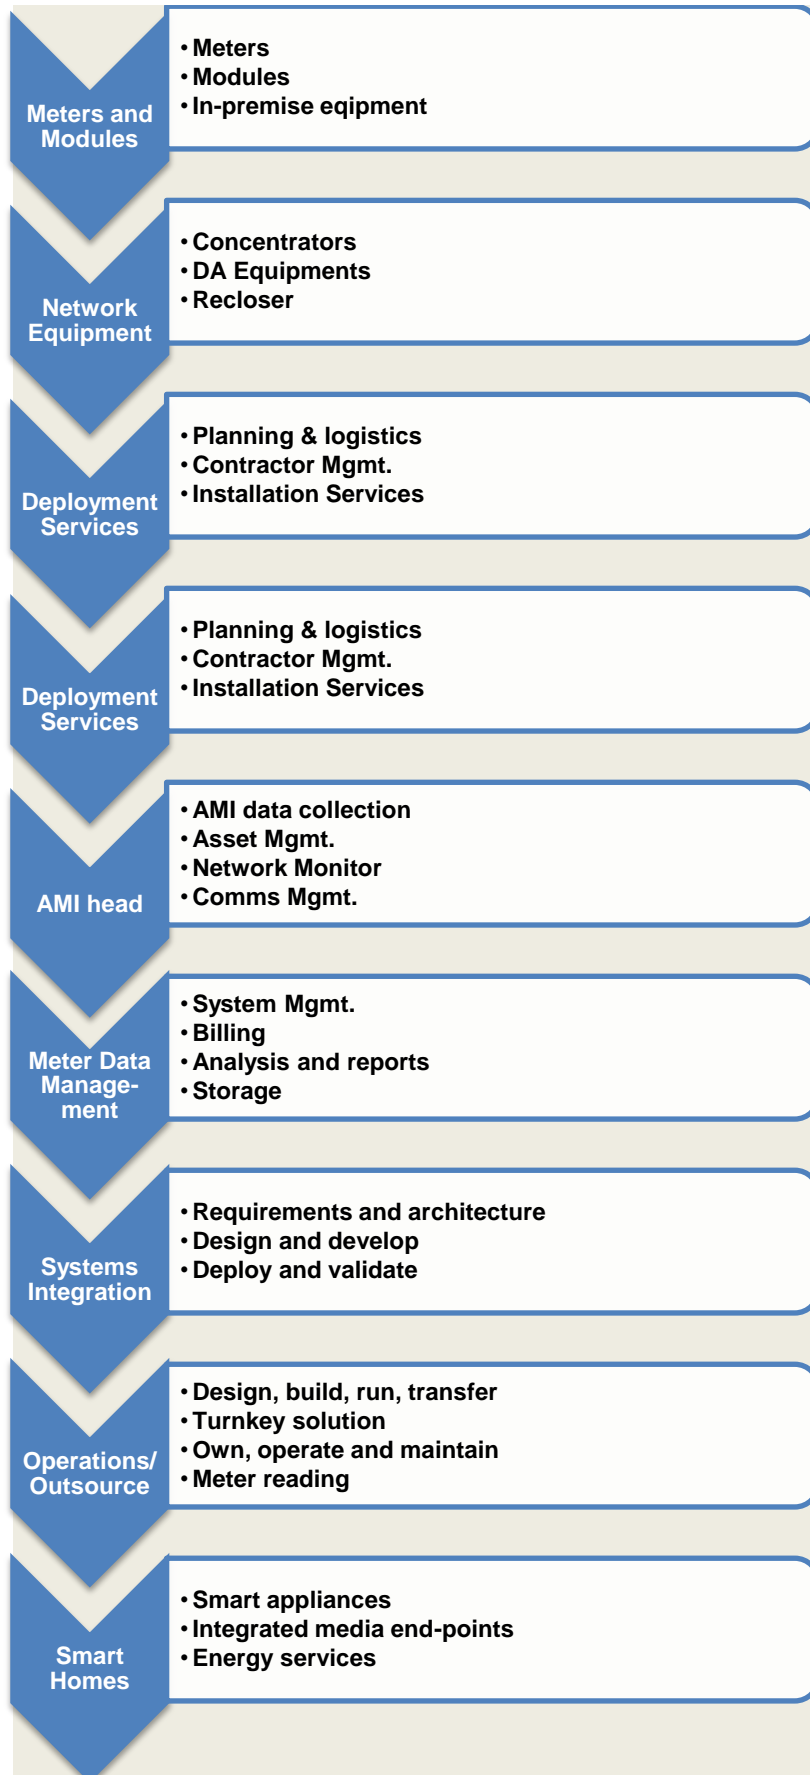 Meters and
Modules
• Meters
• Modules
• In-premise eqipment
Network
Equipment
• Concentrators
• DA Equipments
• Recloser
Deployment
Services
• Planning & logistics
• Contractor Mgmt.
• Installation Services
Deployment
Services
• Planning & logistics
• Contractor Mgmt.
• Installation Services
AMI head
• AMI data collection
• Asset Mgmt.
• Network Monitor
• Comms Mgmt.
Meter Data
Manage-
ment
• System Mgmt.
• Billing
• Analysis and reports
• Storage
Systems
Integration
• Requirements and architecture
• Design and develop
• Deploy and validate
Operations/
Outsource
• Design, build, run, transfer
• Turnkey solution
• Own, operate and maintain
• Meter reading
Smart
Homes
• Smart appliances
• Integrated media end-points
• Energy services